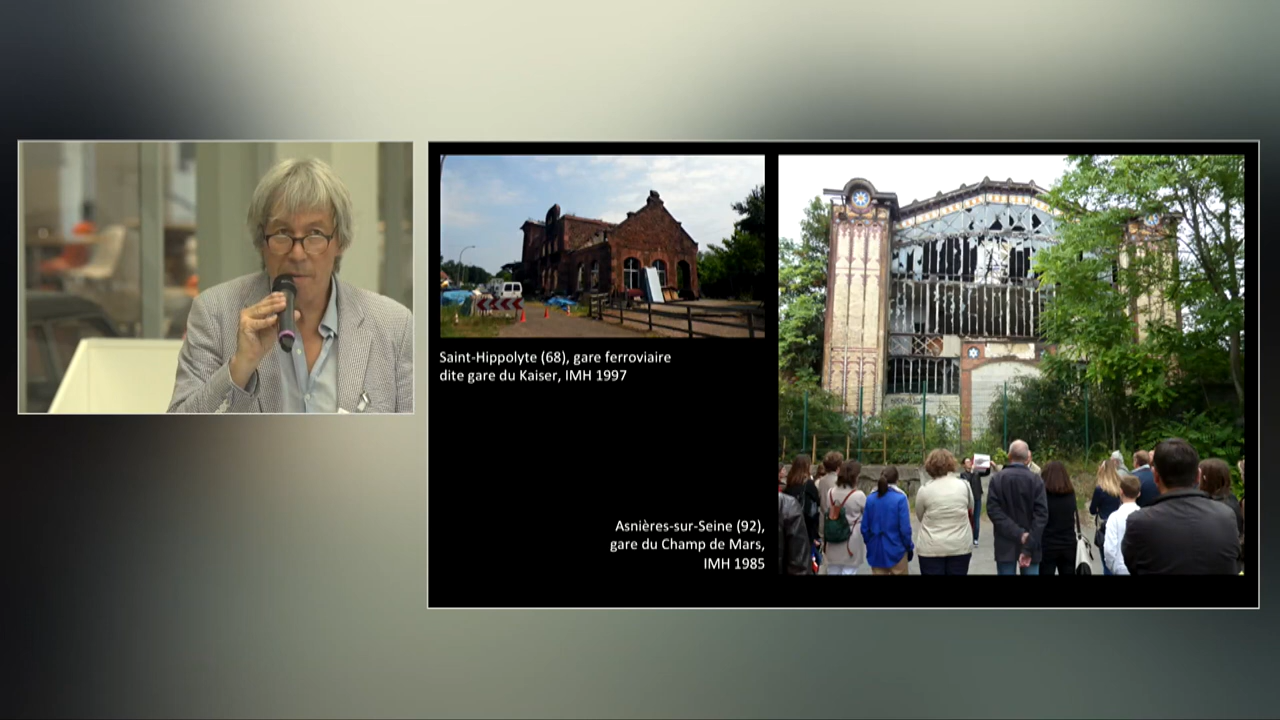 Saint-Hippolyte (68), gare ferroviaire
dite gare du Kaiser, IMH 1997
Asnières-sur-Seine (92),
gare du Champ de Mars,
IMH 1985